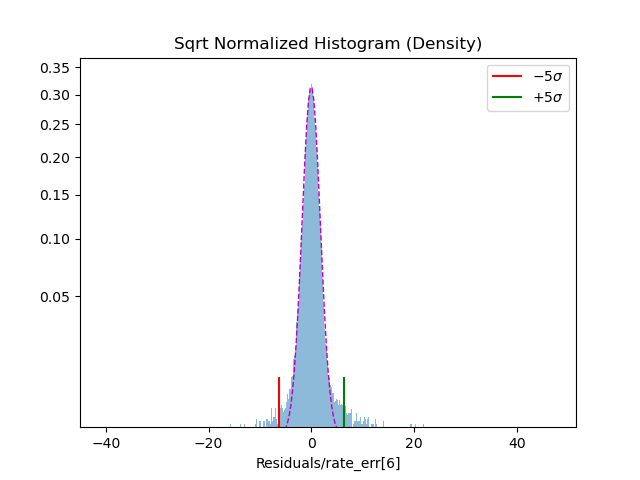 Sqrt Normalized Histogram (Density)
0.35
0.30
0.25
0.20
0.15
0.10
0.05
−5σ
+5σ
−40 −20 0 20 40
Residuals/rate_err[6]